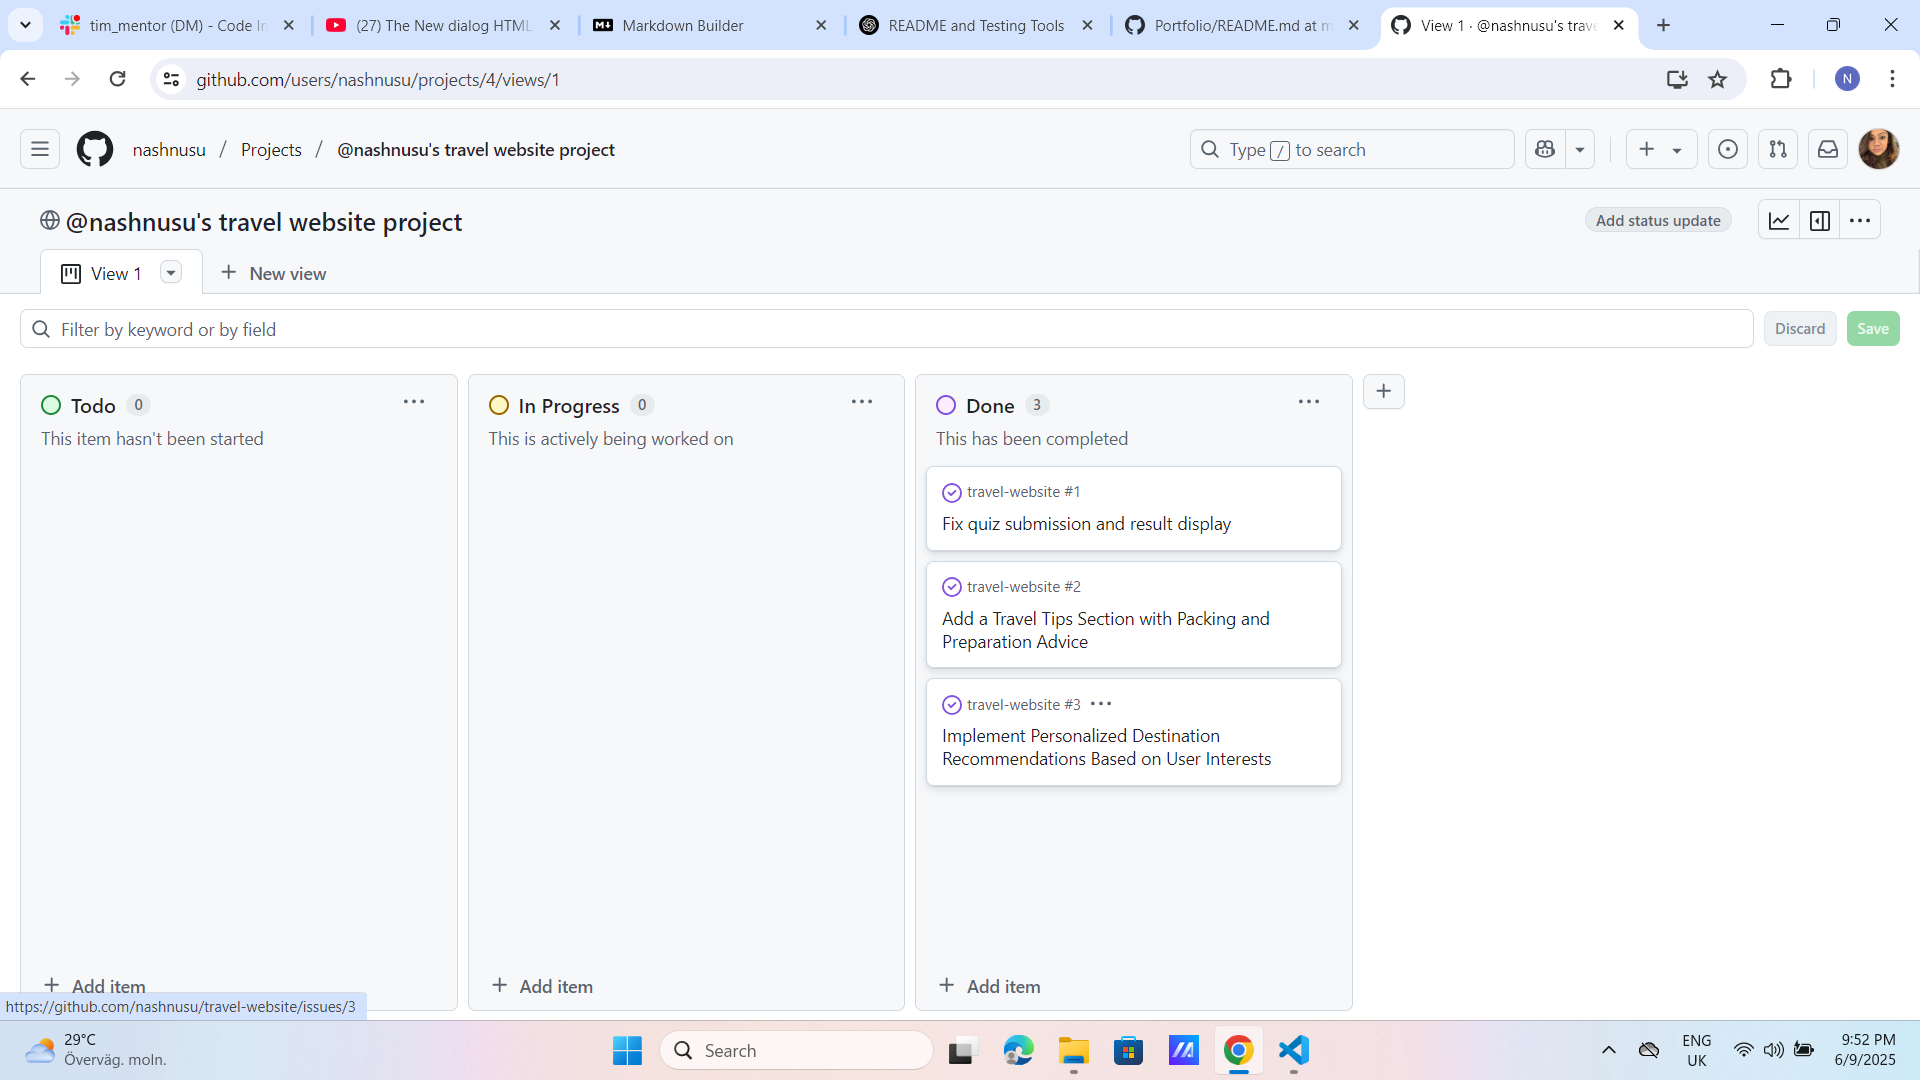 tim_mentor (DM) - Code In
(27) The New dialog HTML
Markdown Builder
README and Testing Tools
Portfolio/README.md at m
View 1 · @nashnusu's trave
github.com/users/nashnusu/projects/4/views/1
N
nashnusu / Projects / @nashnusu's travel website project
Type / to search
@nashnusu's travel website project
Add status update
View 1
New view
Filter by keyword or by field
Discard
Save
Todo 0
This item hasn't been started
In Progress 0
This is actively being worked on
Done 3
This has been completed
travel-website #1
Fix quiz submission and result display
travel-website #2
Add a Travel Tips Section with Packing and
Preparation Advice
travel-website #3
Implement Personalized Destination
Recommendations Based on User Interests
Add item
Add item
Add item
https://github.com/nashnusu/travel-website/issues/3
29°C
Överväg. moln.
Search
ENG
UK
9:52 PM
6/9/2025